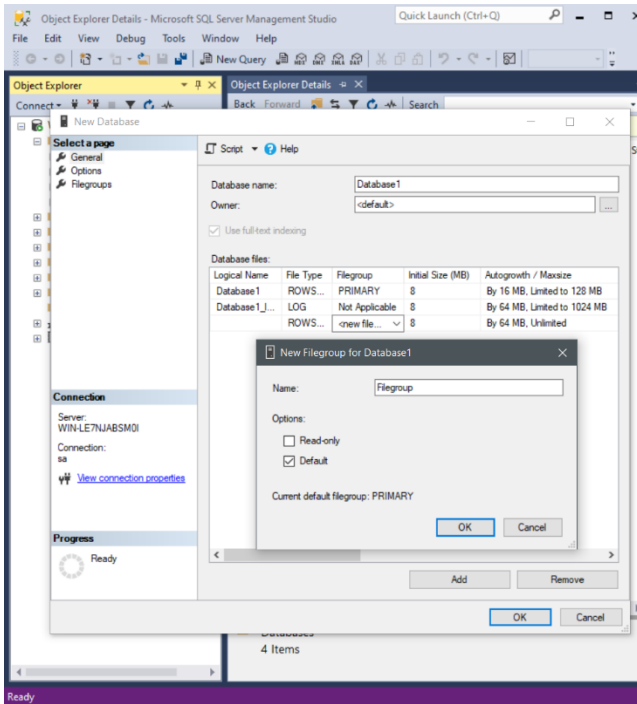 Object Explorer Details - Microsoft SQL Server Management Studio
Quick Launch (Ctrl+Q)
File Edit View Debug Tools Window Help
New Query
Object Explorer
Object Explorer Details
Connect
Back Forward Search
New Database
Select a page
General
Options
Filegroups
Script Help
Database name: Database1
Owner: <default> ...
Use full-text indexing
Database files:
Logical Name File Type Filegroup Initial Size (MB) Autogrowth / Maxsize
Database1 ROWS... PRIMARY 8 By 16 MB, Limited to 128 MB
Database1_l... LOG Not Applicable 8 By 64 MB, Limited to 1024 MB
ROWS... <new file... 8 By 64 MB, Unlimited
New Filegroup for Database1
Name: Filegroup
Options:
Read-only
Default
Current default filegroup: PRIMARY
OK Cancel
Connection
Server:
WIN-LE7NJABSM0I
Connection:
sa
View connection properties
Progress
Ready
Add Remove
OK Cancel
Databases
4 Items
Ready